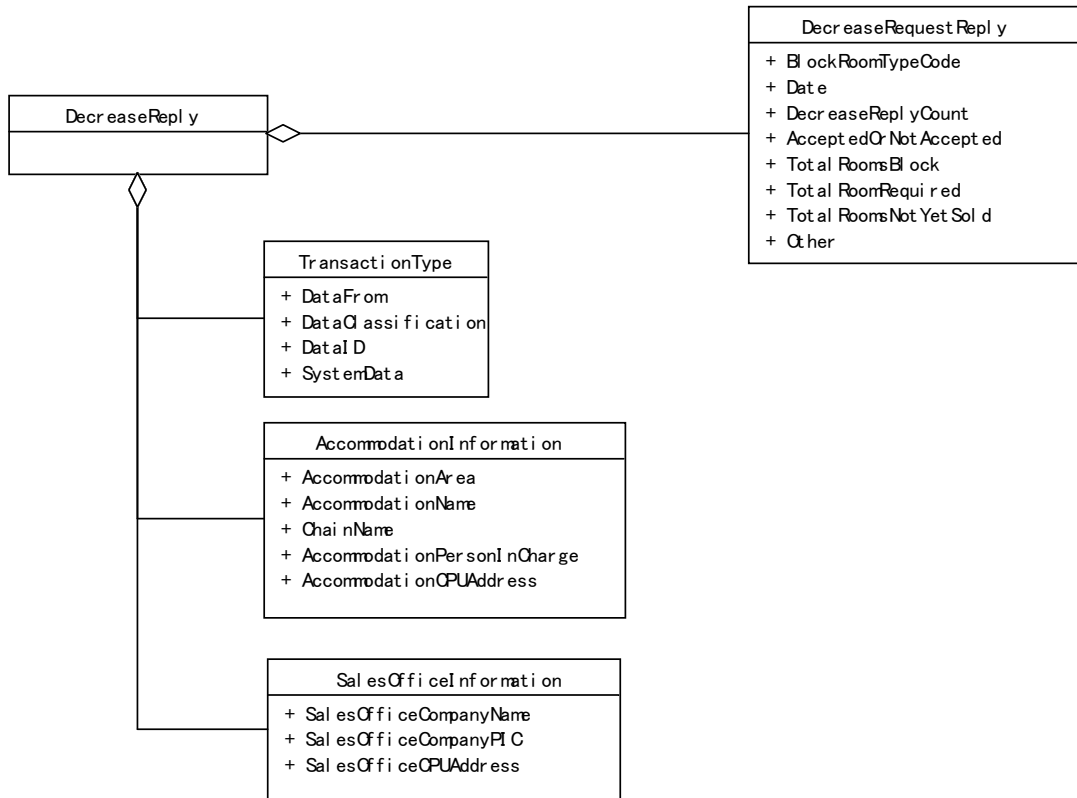 DecreaseRequestReply
+ BlockRoomTypeCode
+ Date
+ DecreaseReplyCount
+ AcceptedOrNotAccepted
+ TotalRoomsBlock
+ TotalRoomRequired
+ TotalRoomsNotYetSold
+ Other
DecreaseReply
TransactionType
+ DataFrom
+ DataClassification
+ DataID
+ SystemData
AccommodationInformation
+ AccommodationArea
+ AccommodationName
+ ChainName
+ AccommodationPersonInCharge
+ AccommodationCPUAddress
SalesOfficeInformation
+ SalesOfficeCompanyName
+ SalesOfficeCompanyPIC
+ SalesOfficeCPUAddress